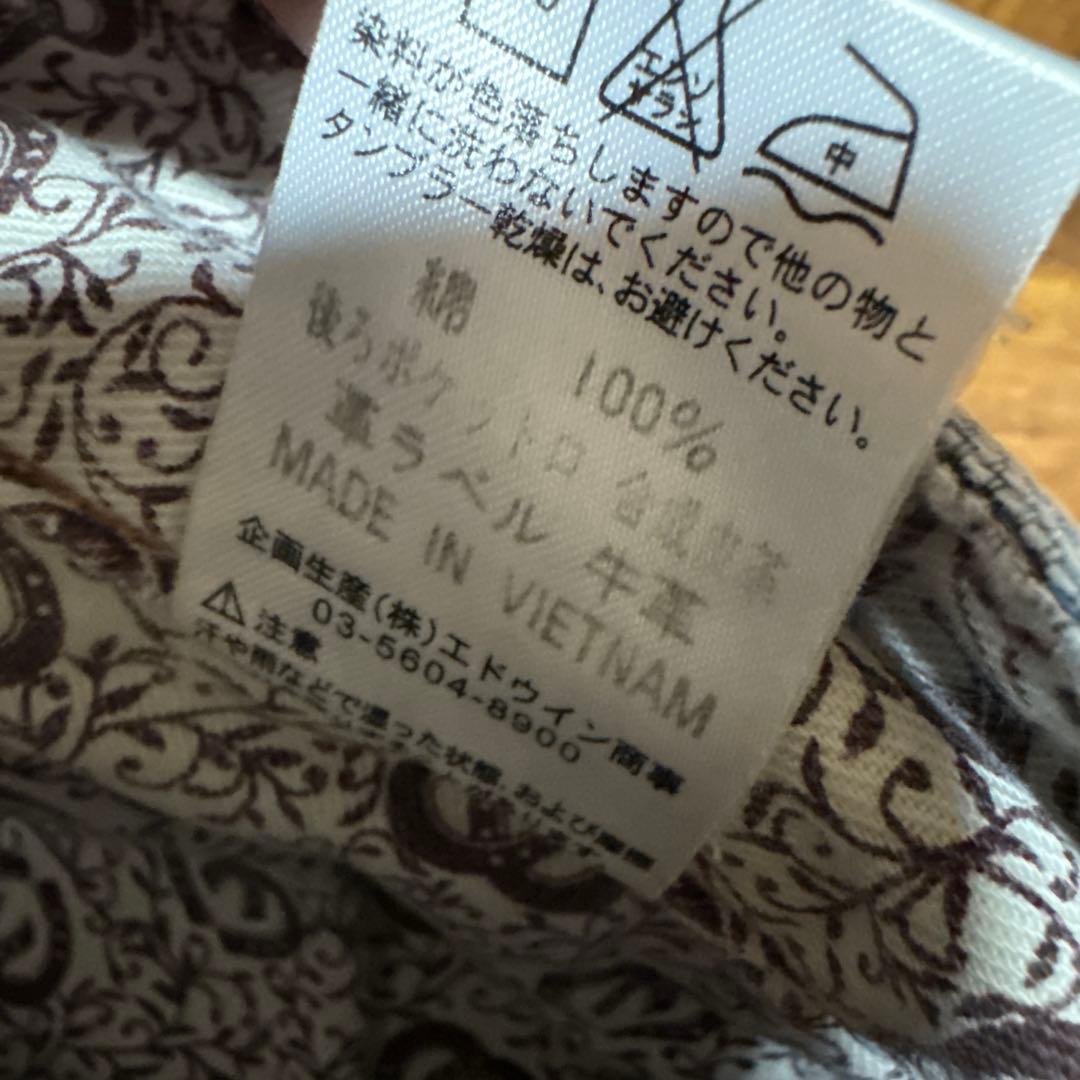 エンソ
サラシ
中
染料が色落ちしますので他の物と
一緒に洗わないでください。
タンブラー乾燥は、お避けください。
綿 100%
後ろポケット口 合成皮革
革ラベル 牛革
MADE IN VIETNAM
企画生産(株)エドウイン商事
03-5604-8900
注意
汗や雨などで湿った状態、および摩擦